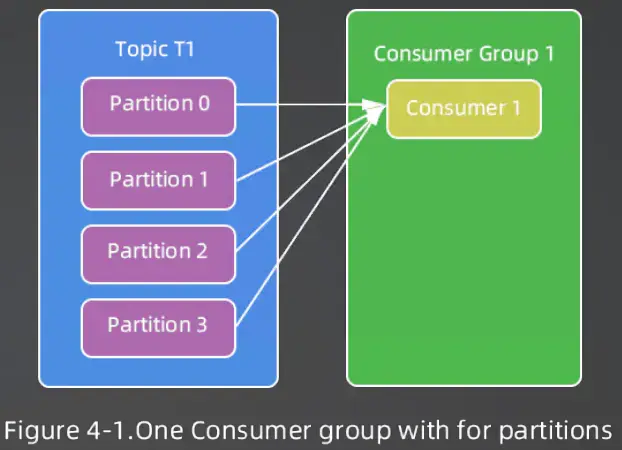 Topic T1
Partition 0
Partition 1
Partition 2
Partition 3
Consumer Group 1
Consumer 1
Figure 4-1.One Consumer group with for partitions